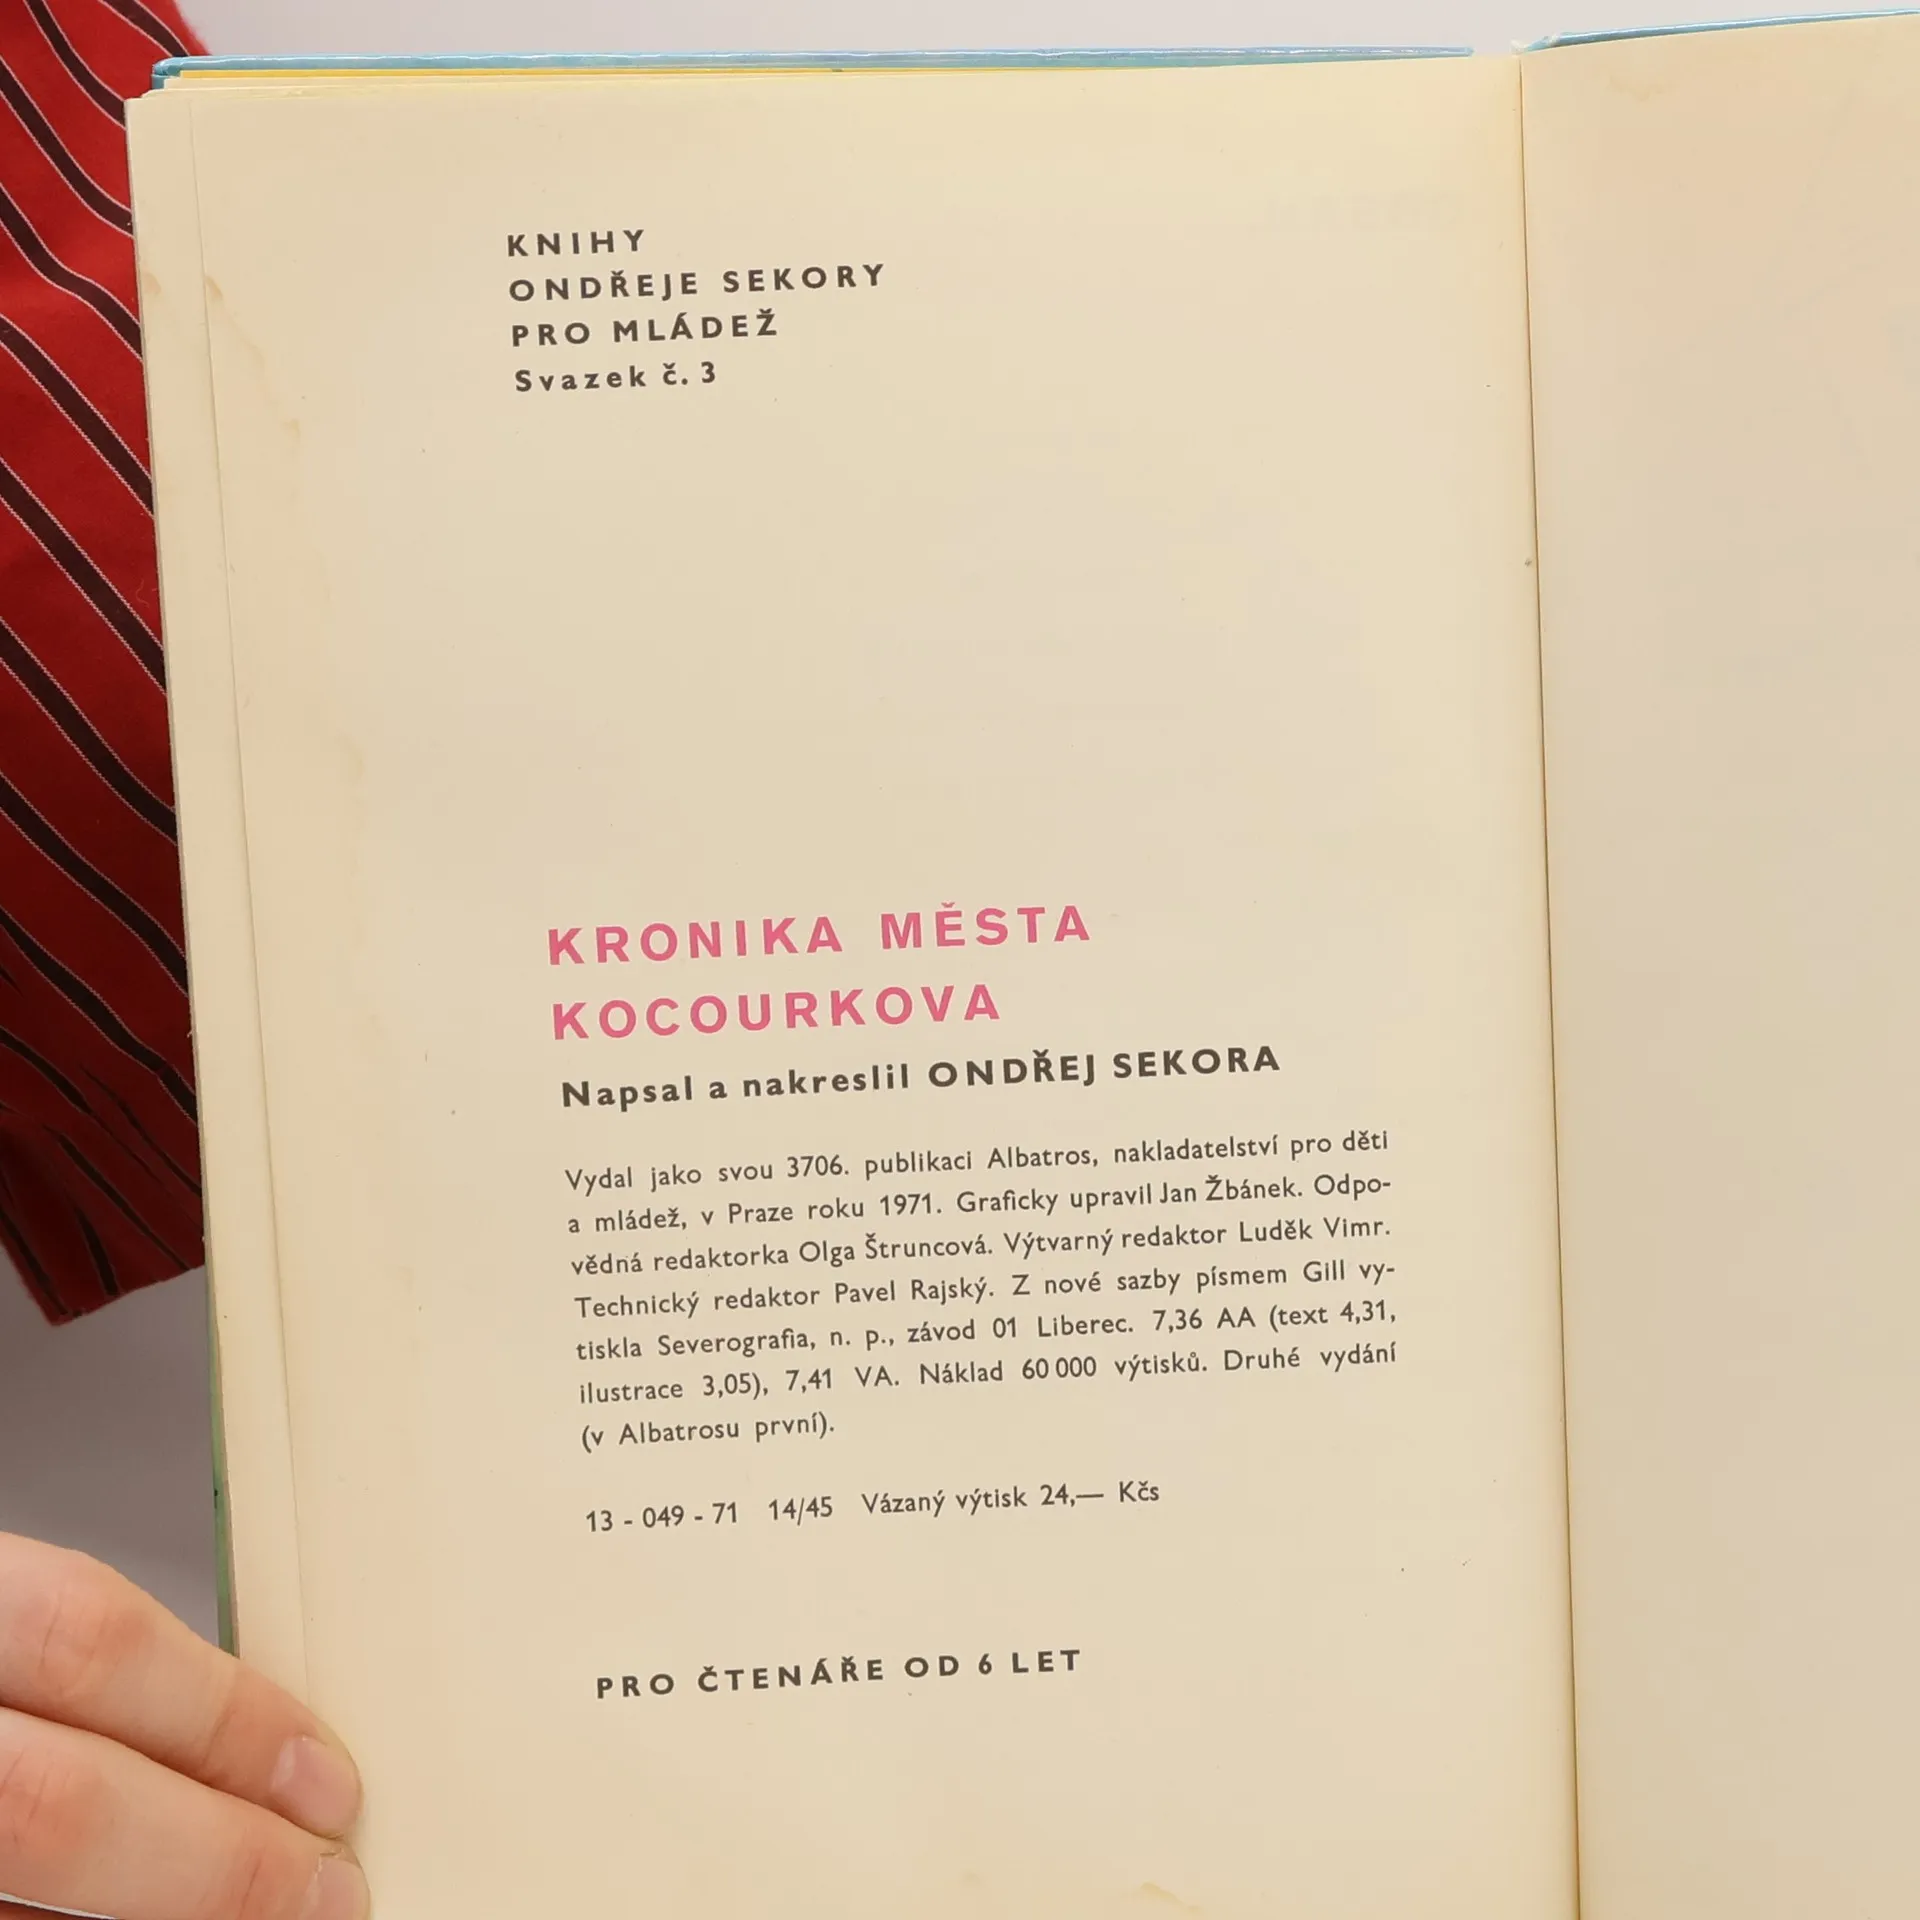 KNIHY
ONDŘEJE SEKORY
PRO MLÁDEŽ
Svazek č. 3
KRONIKA MĚSTA
KOCOURKOVA
Napsal a nakreslil ONDŘEJ SEKORA
Vydal jako svou 3706. publikaci Albatros, nakladatelství pro děti
a mládež, v Praze roku 1971. Graficky upravil Jan Žbánek. Odpo-
vědná redaktorka Olga Štruncová. Výtvarný redaktor Luděk Vimr.
Technický redaktor Pavel Rajský. Z nové sazby písmem Gill vy-
tiskla Severografia, n. p., závod 01 Liberec. 7,36 AA (text 4,31,
ilustrace 3,05), 7,41 VA. Náklad 60 000 výtisků. Druhé vydání
(v Albatrosu první).
13 - 049 - 71 14/45 Vázaný výtisk 24,— Kčs
PRO ČTENÁŘE OD 6 LET